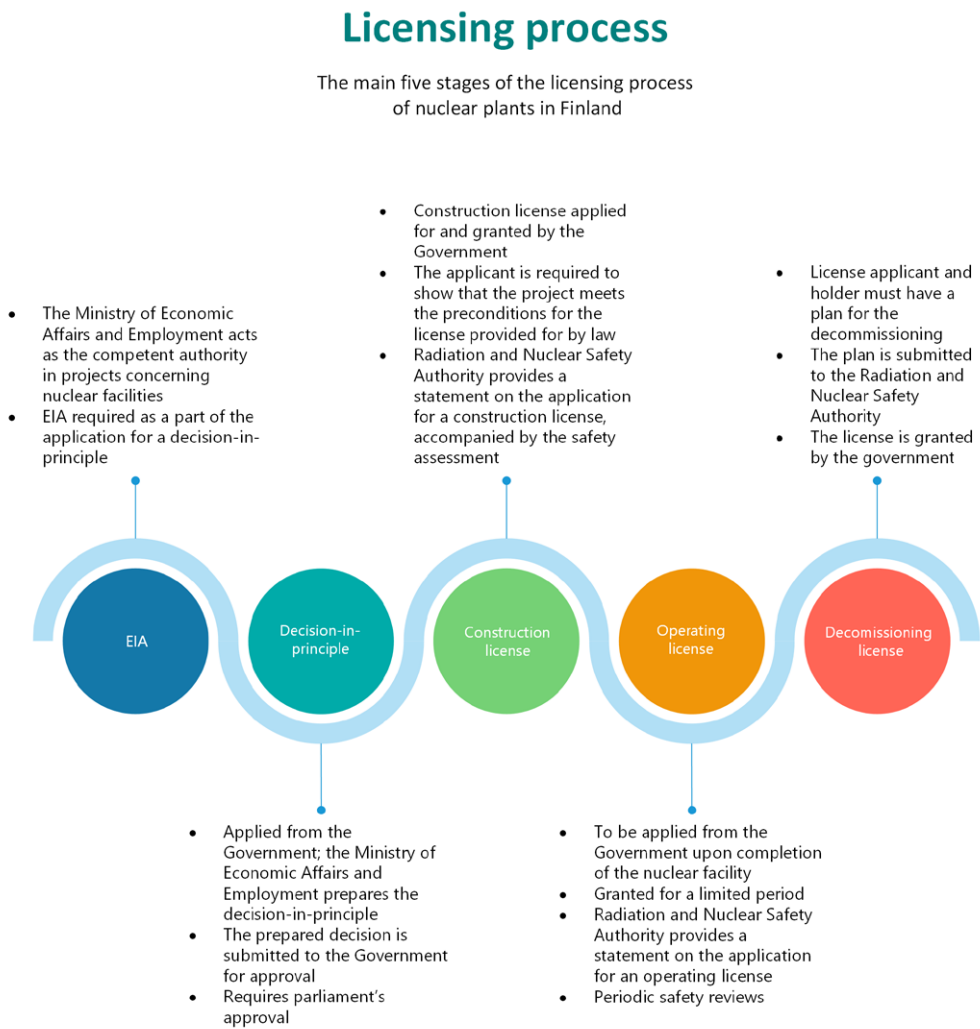 Licensing process
The main five stages of the licensing process
of nuclear plants in Finland
• The Ministry of Economic
Affairs and Employment acts
as the competent authority
in projects concerning
nuclear facilities
• EIA required as a part of the
application for a decision-in-
principle
• Construction license applied
for and granted by the
Government
• The applicant is required to
show that the project meets
the preconditions for the
license provided for by law
• Radiation and Nuclear Safety
Authority provides a
statement on the application
for a construction license,
accompanied by the safety
assessment
• License applicant and
holder must have a
plan for the
decommissioning
• The plan is submitted
to the Radiation and
Nuclear Safety
Authority
• The license is granted
by the government
EIA
Decision-in-
principle
Construction
license
Operating
license
Decomissioning
license
• Applied from the
Government; the Ministry of
Economic Affairs and
Employment prepares the
decision-in-principle
• The prepared decision is
submitted to the Government
for approval
• Requires parliament's
approval
• To be applied from the
Government upon completion
of the nuclear facility
• Granted for a limited period
• Radiation and Nuclear Safety
Authority provides a
statement on the application
for an operating license
• Periodic safety reviews